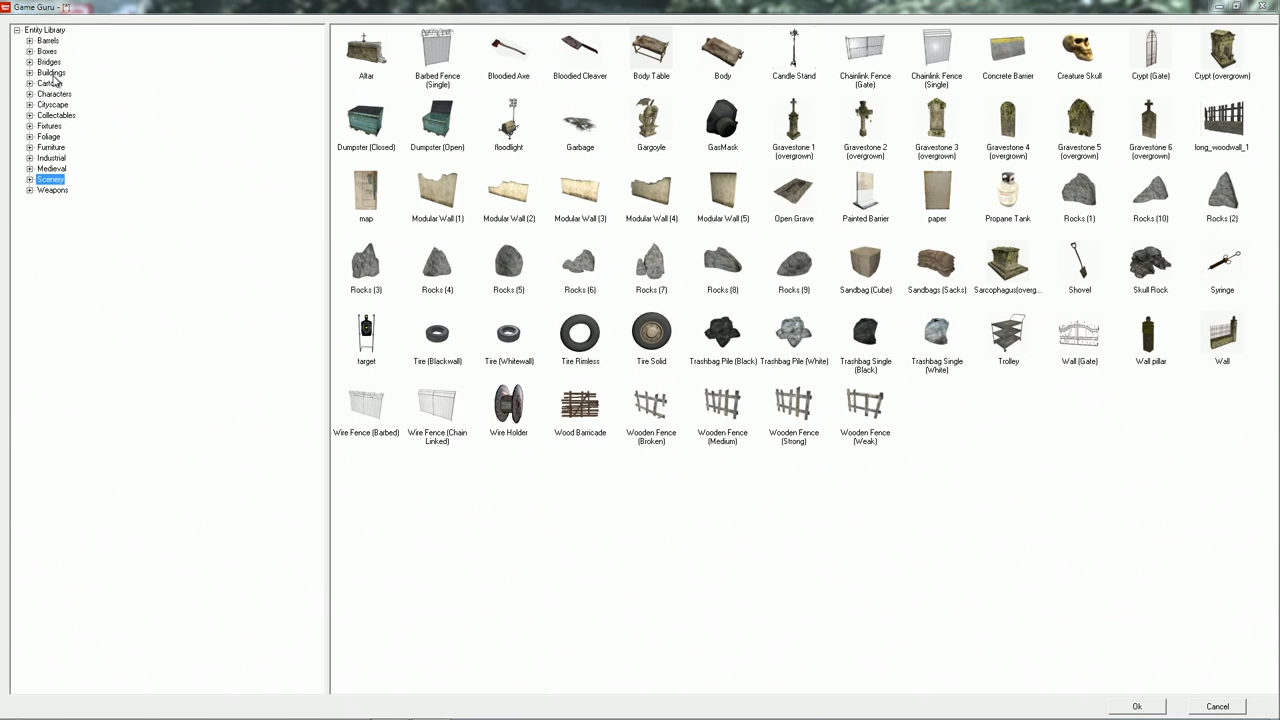 Game Guru - [*]
Entity Library
Barrels
Boxes
Bridges
Buildings
Characters
Cityscape
Collectables
Fixtures
Foliage
Furniture
Industrial
Medieval
Scenery
Weapons
Altar
Barbed Fence
(Single)
Bloodied Axe
Bloodied Cleaver
Body Table
Body
Candle Stand
Chainlink Fence
(Gate)
Chainlink Fence
(Single)
Concrete Barrier
Creature Skull
Crypt (Gate)
Crypt (overgrown)
Dumpster (Closed)
Dumpster (Open)
floodlight
Garbage
Gargoyle
GasMask
Gravestone 1
(overgrown)
Gravestone 2
(overgrown)
Gravestone 3
(overgrown)
Gravestone 4
(overgrown)
Gravestone 5
(overgrown)
Gravestone 6
(overgrown)
long_woodwall_1
map
Modular Wall (1)
Modular Wall (2)
Modular Wall (3)
Modular Wall (4)
Modular Wall (5)
Open Grave
Painted Barrier
paper
Propane Tank
Rocks (1)
Rocks (10)
Rocks (2)
Rocks (3)
Rocks (4)
Rocks (5)
Rocks (6)
Rocks (7)
Rocks (8)
Rocks (9)
Sandbag (Cube)
Sandbags (Sacks)
Sarcophagus(overg...
Shovel
Skull Rock
Syringe
target
Tire (Blackwall)
Tire (Whitewall)
Tire Rimless
Tire Solid
Trashbag Pile (Black)
Trashbag Pile (White)
Trashbag Single
(Black)
Trashbag Single
(White)
Trolley
Wall (Gate)
Wall pillar
Wall
Wire Fence (Barbed)
Wire Fence (Chain
Linked)
Wire Holder
Wood Barricade
Wooden Fence
(Broken)
Wooden Fence
(Medium)
Wooden Fence
(Strong)
Wooden Fence
(Weak)
Ok
Cancel